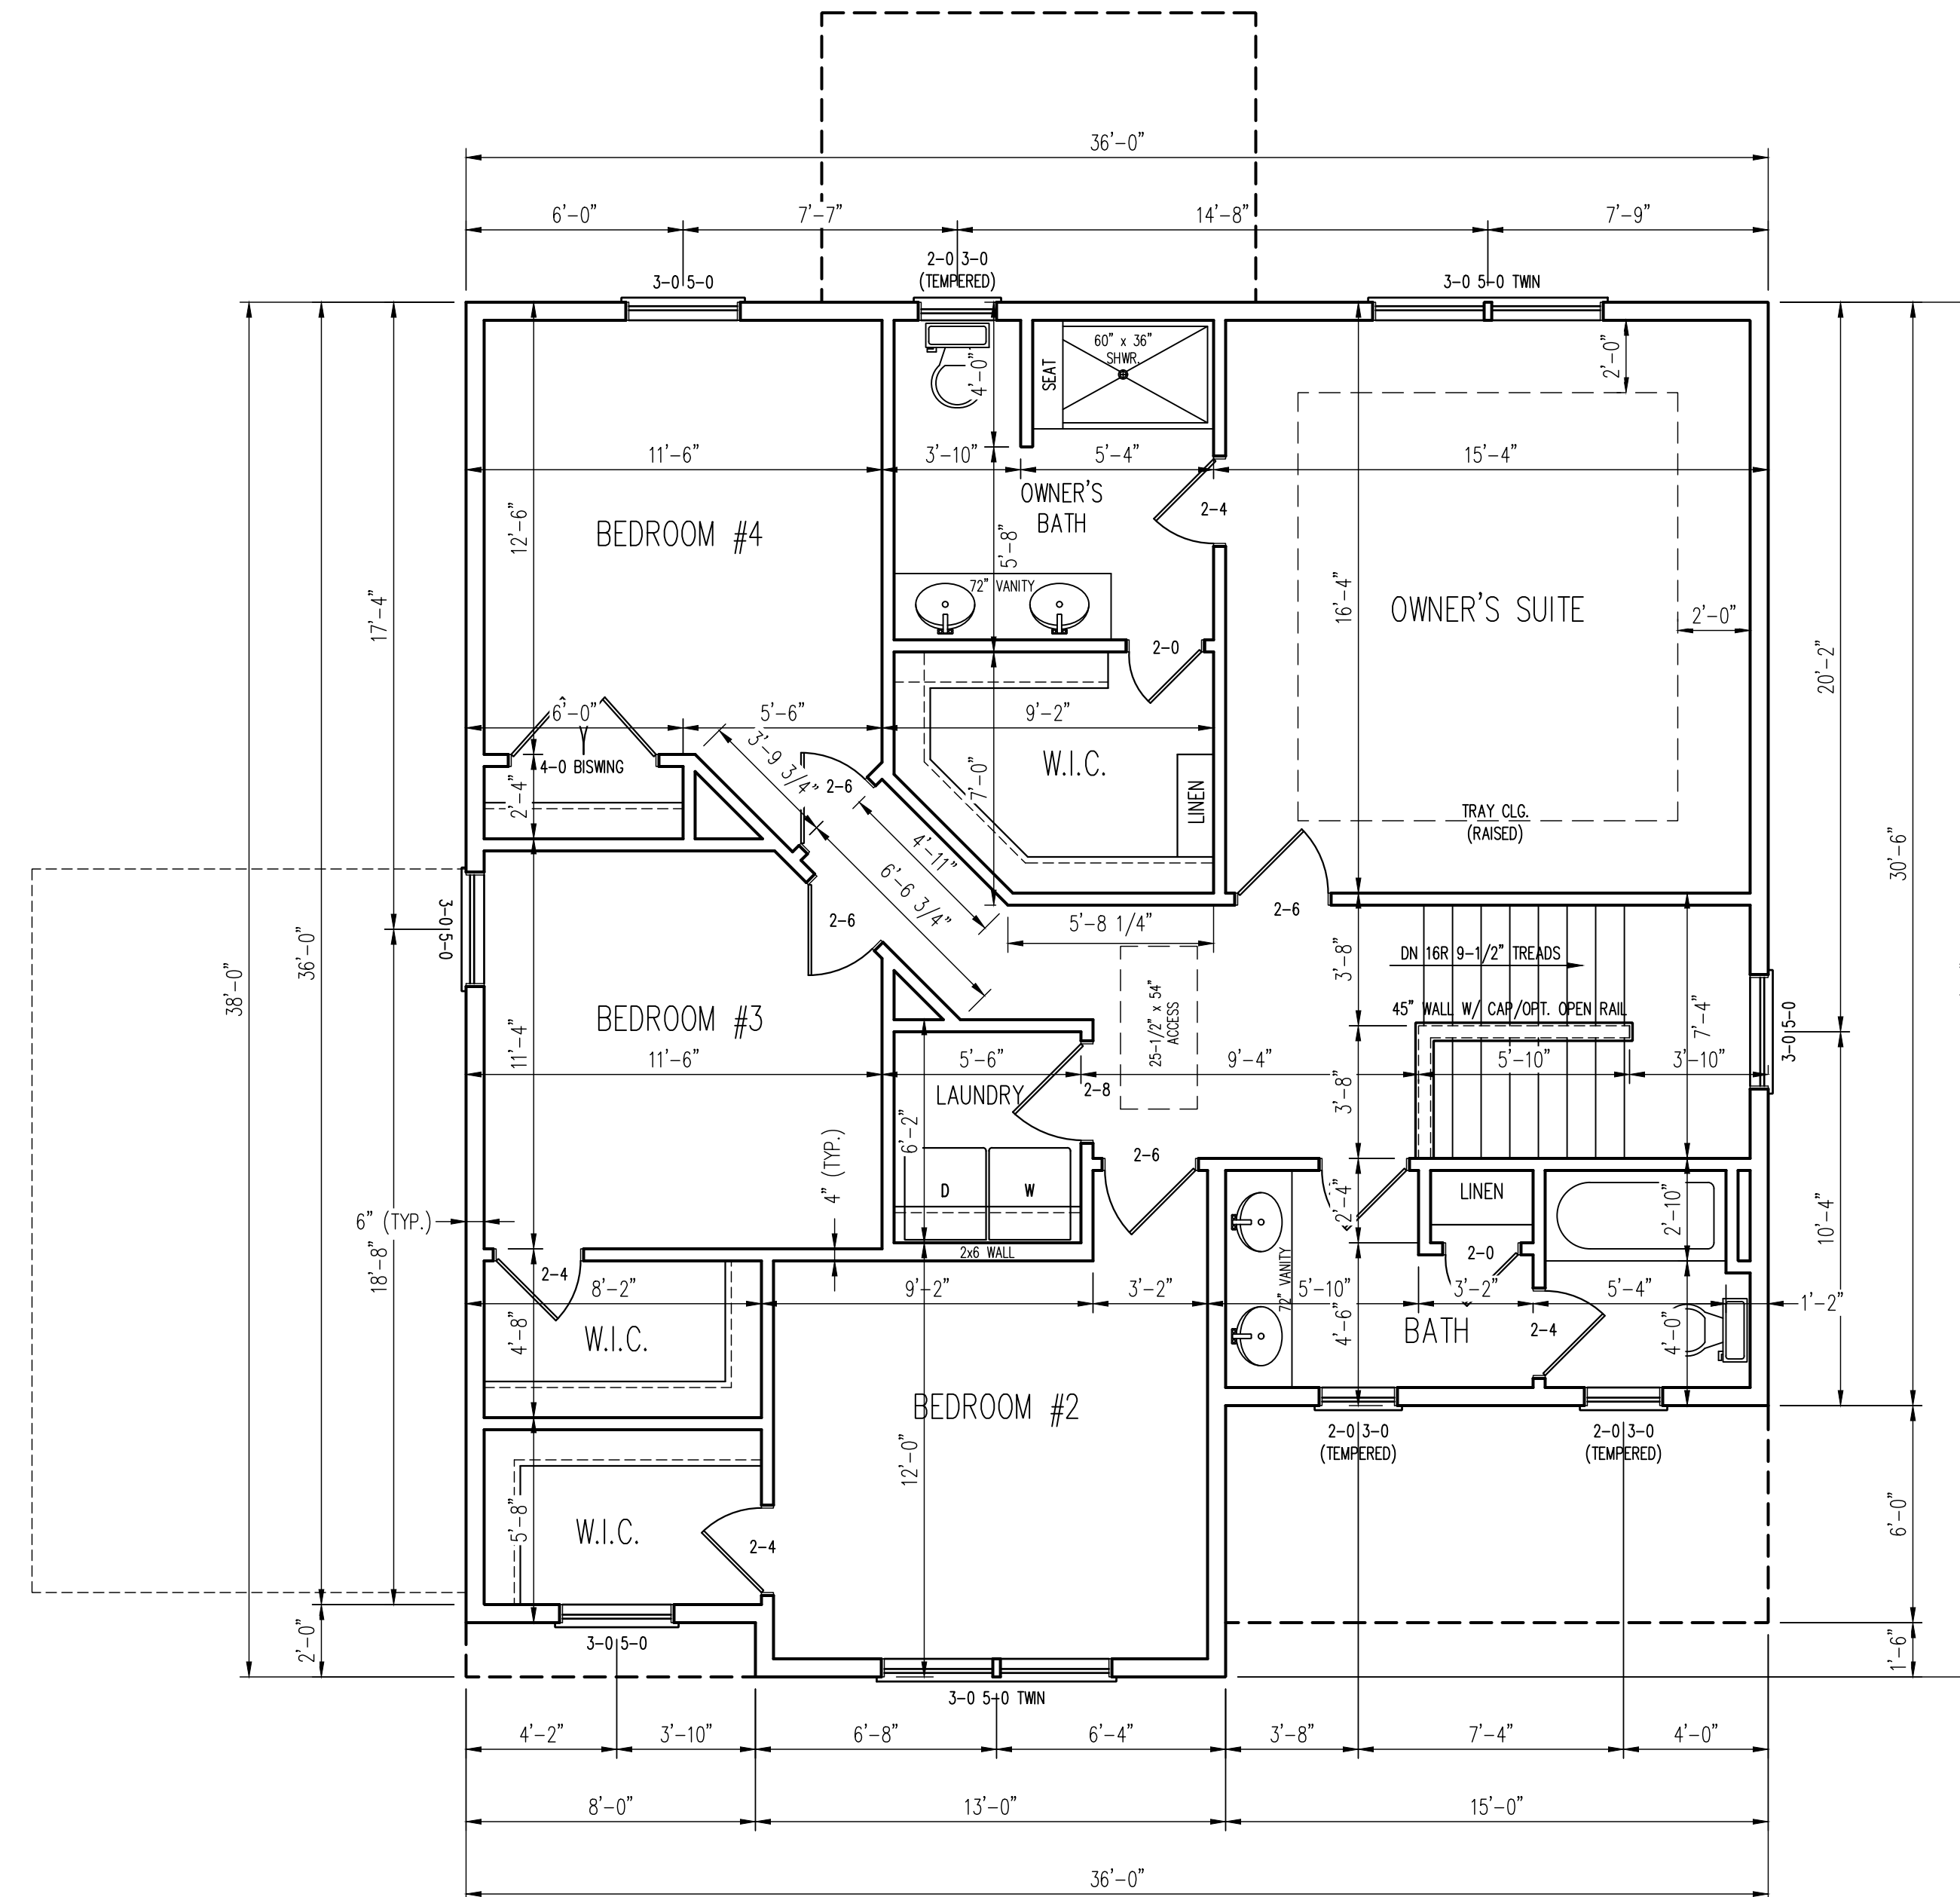 36'-0"
6'-0" 7'-7" 14'-8" 7'-9"
3-0 5-0
2-0 3-0
(TEMPERED)
3-0 5-0 TWIN
60" x 36"
SHWR.
SEAT
4'-0"
2'-0"
11'-6" 3'-10" 5'-4" 15'-4"
OWNER'S
BATH
2-4
12'-6"
BEDROOM #4
5'-8"
72" VANITY
16'-4"
OWNER'S SUITE
2'-0"
17'-4"
2-0
20'-2"
6'-0" 5'-6" 9'-2"
4-0 BISWING
2'-4"
3'-9 3/4"
2-6
W.I.C.
7'-0"
LINEN
TRAY CLG.
(RAISED)
30'-6"
4'-11"
6'-6 3/4"
3-0 5-0
2-6
2-6
5'-8 1/4"
38'-0"
36'-0"
3'-8"
DN 16R 9-1/2" TREADS
45" WALL W/ CAP/OPT. OPEN RAIL
7'-4"
25-1/2" x 54"
ACCESS
3-0 5-0
BEDROOM #3
11'-4"
11'-6" 5'-6" 9'-4" 5'-10" 3'-10"
LAUNDRY
2-8
3'-8"
6'-2"
4" (TYP.)
2-6
D W
LINEN
2'-4"
2'-10"
10'-4"
6" (TYP.)
18'-8"
2x6 WALL
2-4
2-0
72" VANITY
8'-2" 9'-2" 3'-2" 5'-10" 3'-2" 5'-4" 1'-2"
4'-8"
W.I.C.
4'-6"
BATH
2-4
4'-0"
BEDROOM #2
12'-0"
2-0 3-0
(TEMPERED)
2-0 3-0
(TEMPERED)
5'-8"
W.I.C.
2-4
6'-0"
2'-0"
3-0 5-0
1'-6"
3-0 5-0 TWIN
4'-2" 3'-10" 6'-8" 6'-4" 3'-8" 7'-4" 4'-0"
8'-0" 13'-0" 15'-0"
36'-0"